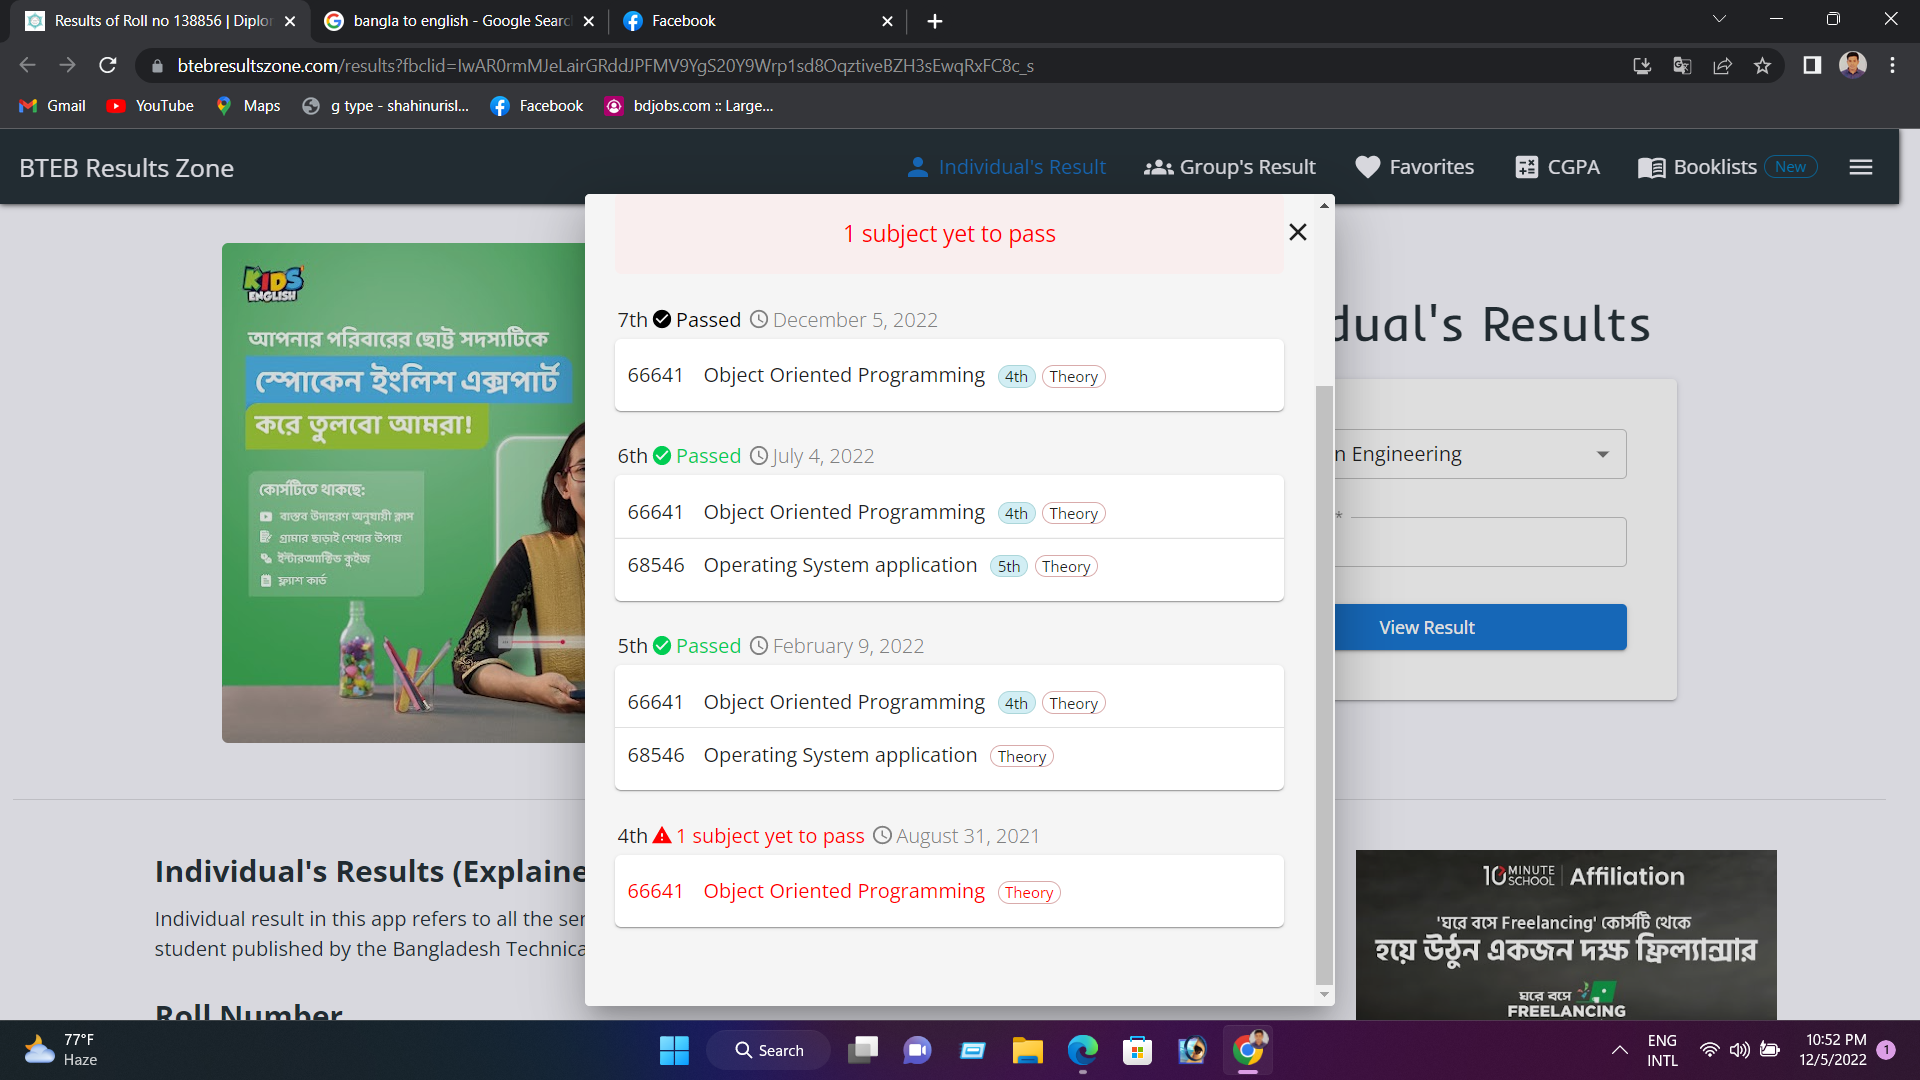 Results of Roll no 138856 | Diplor
bangla to english - Google Search
Facebook
btebresultszone.com/results?fbclid=IwAR0rmMJeLairGRddJPFMV9YgS20Y9Wrp1sd8OqztiveBZH3sEwqRxFC8c_s
Gmail
YouTube
Maps
g type - shahinurisl...
Facebook
bdjobs.com :: Large...
BTEB Results Zone
Individual's Result
Group's Result
Favorites
CGPA
Booklists New
KIDS'
ENGLISH
আপনার পরিবারের ছোট্ট সদস্যটিকে
স্পোকেন ইংলিশ এক্সপার্ট
করে তুলবো আমরা!
কোর্সটিতে থাকছে:
বাস্তব উদাহরণ অনুযায়ী ক্লাস
গ্রামার ছাড়াই শেখার উপায়
ইন্টারঅ্যাক্টিভ কুইজ
ফ্ল্যাশ কার্ড
1 subject yet to pass
7th Passed December 5, 2022
66641 Object Oriented Programming 4th Theory
6th Passed July 4, 2022
66641 Object Oriented Programming 4th Theory
68546 Operating System application 5th Theory
5th Passed February 9, 2022
66641 Object Oriented Programming 4th Theory
68546 Operating System application Theory
4th 1 subject yet to pass August 31, 2021
66641 Object Oriented Programming Theory
dual's Results
n Engineering
*
View Result
Individual's Results (Explaine
Individual result in this app refers to all the ser
student published by the Bangladesh Technica
Roll Number
10 MINUTE SCHOOL | Affiliation
'ঘরে বসে Freelancing' কোর্সটি থেকে
হয়ে উঠুন একজন দক্ষ ফ্রিল্যান্সার
ঘরে বসে
FREELANCING
77°F
Haze
Search
ENG
INTL
10:52 PM
12/5/2022
1